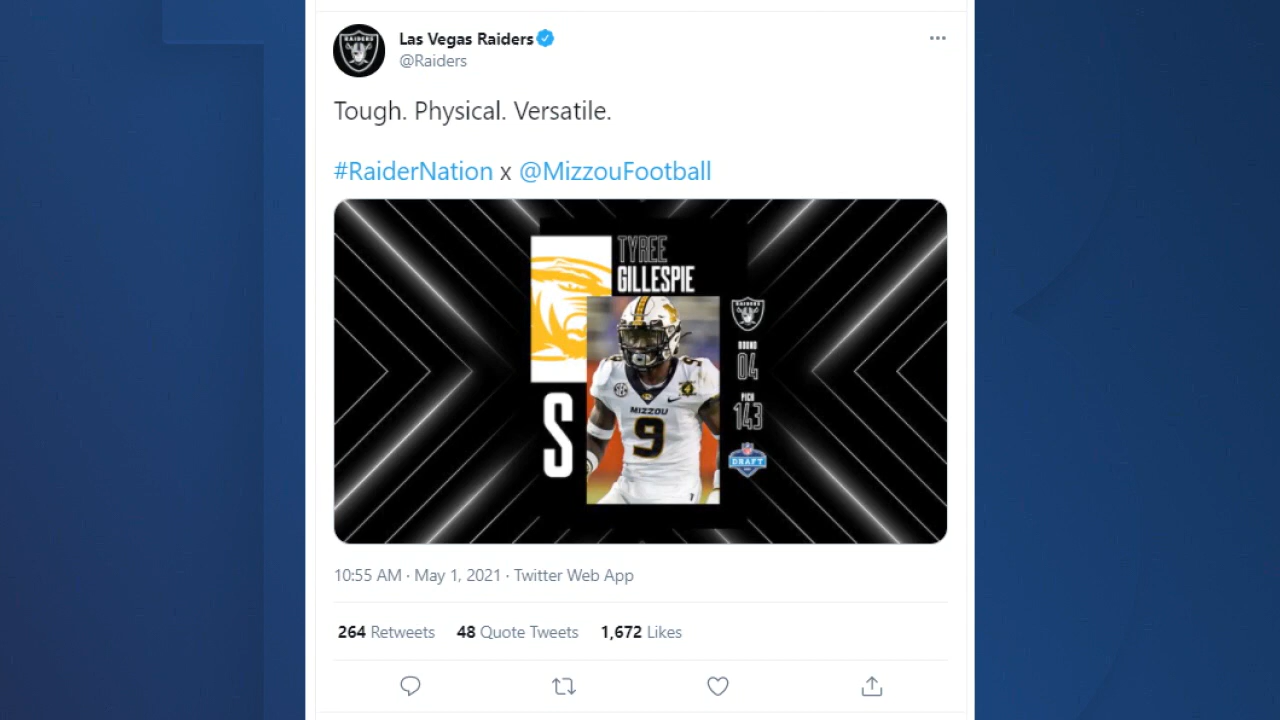 Las Vegas Raiders
@Raiders
Tough. Physical. Versatile.
#RaiderNation x @MizzouFootball
TYREE
GILLESPIE
RAIDERS
ROUND
04
PICK
143
DRAFT
S
MIZZOU
9
10:55 AM · May 1, 2021 · Twitter Web App
264 Retweets 48 Quote Tweets 1,672 Likes